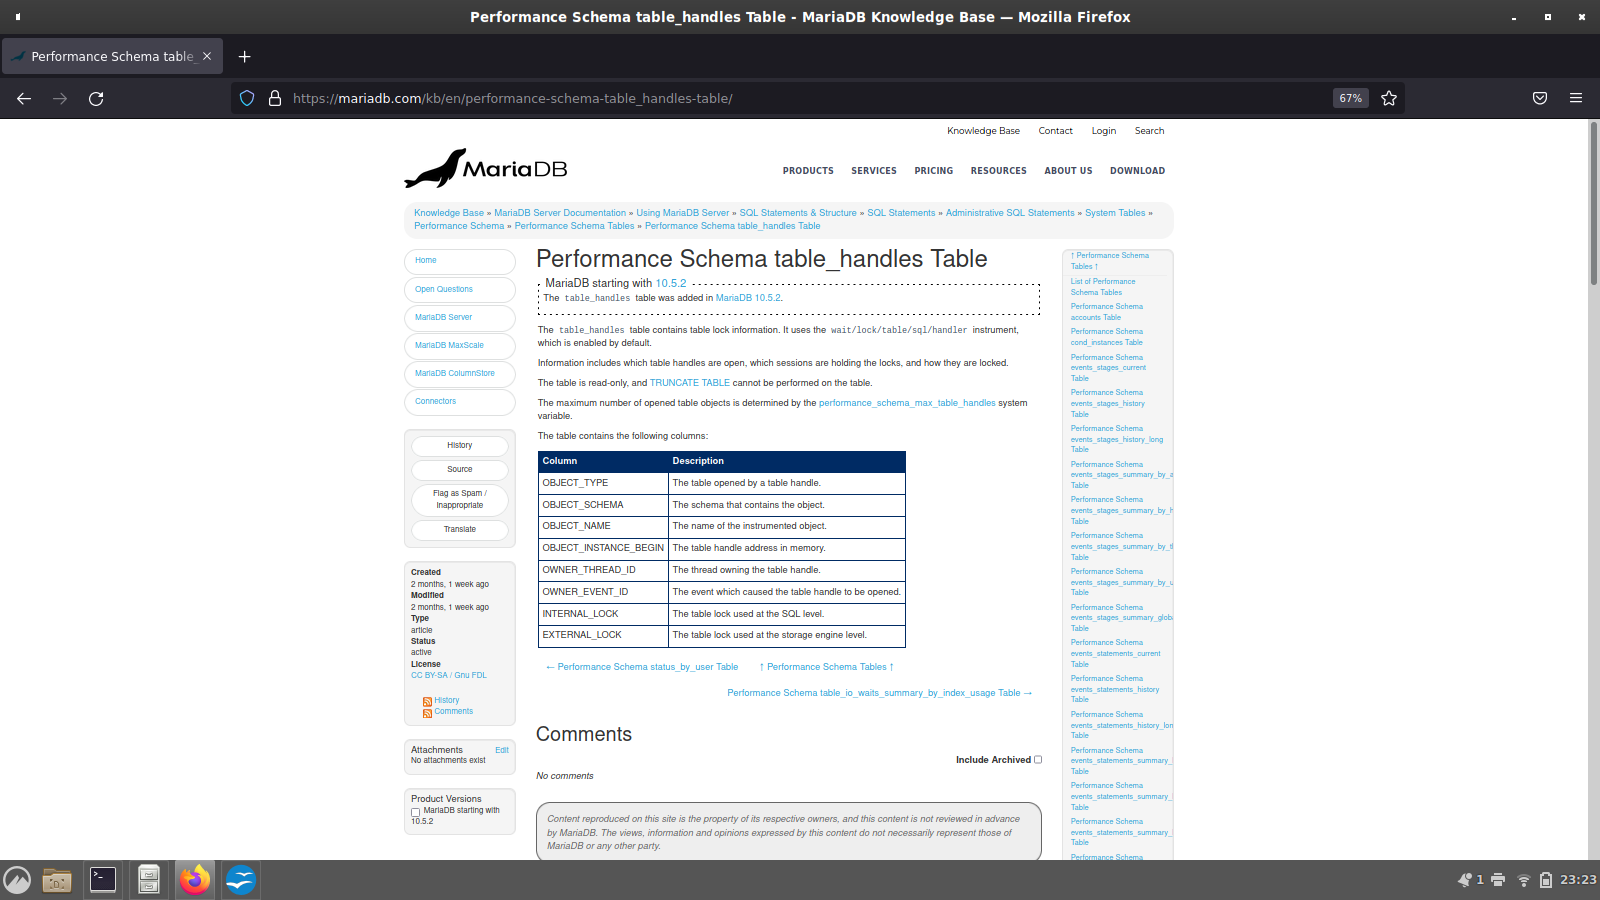 Performance Schema table_handles Table - MariaDB Knowledge Base — Mozilla Firefox
Performance Schema table_
https://mariadb.com/kb/en/performance-schema-table_handles-table/
67%
Knowledge Base Contact Login Search
MariaDB
PRODUCTS SERVICES PRICING RESOURCES ABOUT US DOWNLOAD
Knowledge Base » MariaDB Server Documentation » Using MariaDB Server » SQL Statements & Structure » SQL Statements » Administrative SQL Statements » System Tables »
Performance Schema » Performance Schema Tables » Performance Schema table_handles Table
Home
Open Questions
MariaDB Server
MariaDB MaxScale
MariaDB ColumnStore
Connectors
History
Source
Flag as Spam /
Inappropriate
Translate
Created
2 months, 1 week ago
Modified
2 months, 1 week ago
Type
article
Status
active
License
CC BY-SA / Gnu FDL
History
Comments
Attachments Edit
No attachments exist
Product Versions
MariaDB starting with
10.5.2
Performance Schema table_handles Table
MariaDB starting with 10.5.2
The table_handles table was added in MariaDB 10.5.2.
The table_handles table contains table lock information. It uses the wait/lock/table/sql/handler instrument,
which is enabled by default.
Information includes which table handles are open, which sessions are holding the locks, and how they are locked.
The table is read-only, and TRUNCATE TABLE cannot be performed on the table.
The maximum number of opened table objects is determined by the performance_schema_max_table_handles system
variable.
The table contains the following columns:
Column Description
OBJECT_TYPE The table opened by a table handle.
OBJECT_SCHEMA The schema that contains the object.
OBJECT_NAME The name of the instrumented object.
OBJECT_INSTANCE_BEGIN The table handle address in memory.
OWNER_THREAD_ID The thread owning the table handle.
OWNER_EVENT_ID The event which caused the table handle to be opened.
INTERNAL_LOCK The table lock used at the SQL level.
EXTERNAL_LOCK The table lock used at the storage engine level.
← Performance Schema status_by_user Table ↑ Performance Schema Tables ↑
Performance Schema table_io_waits_summary_by_index_usage Table →
Comments
Include Archived
No comments
Content reproduced on this site is the property of its respective owners, and this content is not reviewed in advance
by MariaDB. The views, information and opinions expressed by this content do not necessarily represent those of
MariaDB or any other party.
↑ Performance Schema
Tables ↑
List of Performance
Schema Tables
Performance Schema
accounts Table
Performance Schema
cond_instances Table
Performance Schema
events_stages_current
Table
Performance Schema
events_stages_history
Table
Performance Schema
events_stages_history_long
Table
Performance Schema
events_stages_summary_by_a
Table
Performance Schema
events_stages_summary_by_h
Table
Performance Schema
events_stages_summary_by_t
Table
Performance Schema
events_stages_summary_by_u
Table
Performance Schema
events_stages_summary_glob
Table
Performance Schema
events_statements_current
Table
Performance Schema
events_statements_history
Table
Performance Schema
events_statements_history_lon
Table
Performance Schema
events_statements_summary_
Table
Performance Schema
events_statements_summary_
Table
Performance Schema
events_statements_summary_
Table
Performance Schema
1 23:23